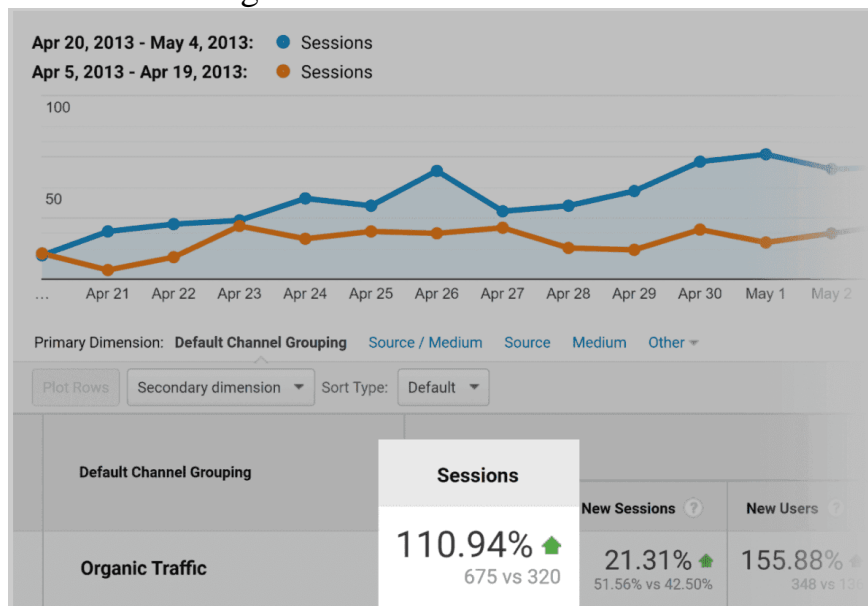 Apr 20, 2013 - May 4, 2013: Sessions
Apr 5, 2013 - Apr 19, 2013: Sessions
100
50
... Apr 21 Apr 22 Apr 23 Apr 24 Apr 25 Apr 26 Apr 27 Apr 28 Apr 29 Apr 30 May 1 May 2
Primary Dimension: Default Channel Grouping Source / Medium Source Medium Other
Plot Rows Secondary dimension Sort Type: Default
Default Channel Grouping Sessions
New Sessions ? New Users ?
Organic Traffic 110.94% 21.31% 155.88%
675 vs 320 51.56% vs 42.50% 348 vs